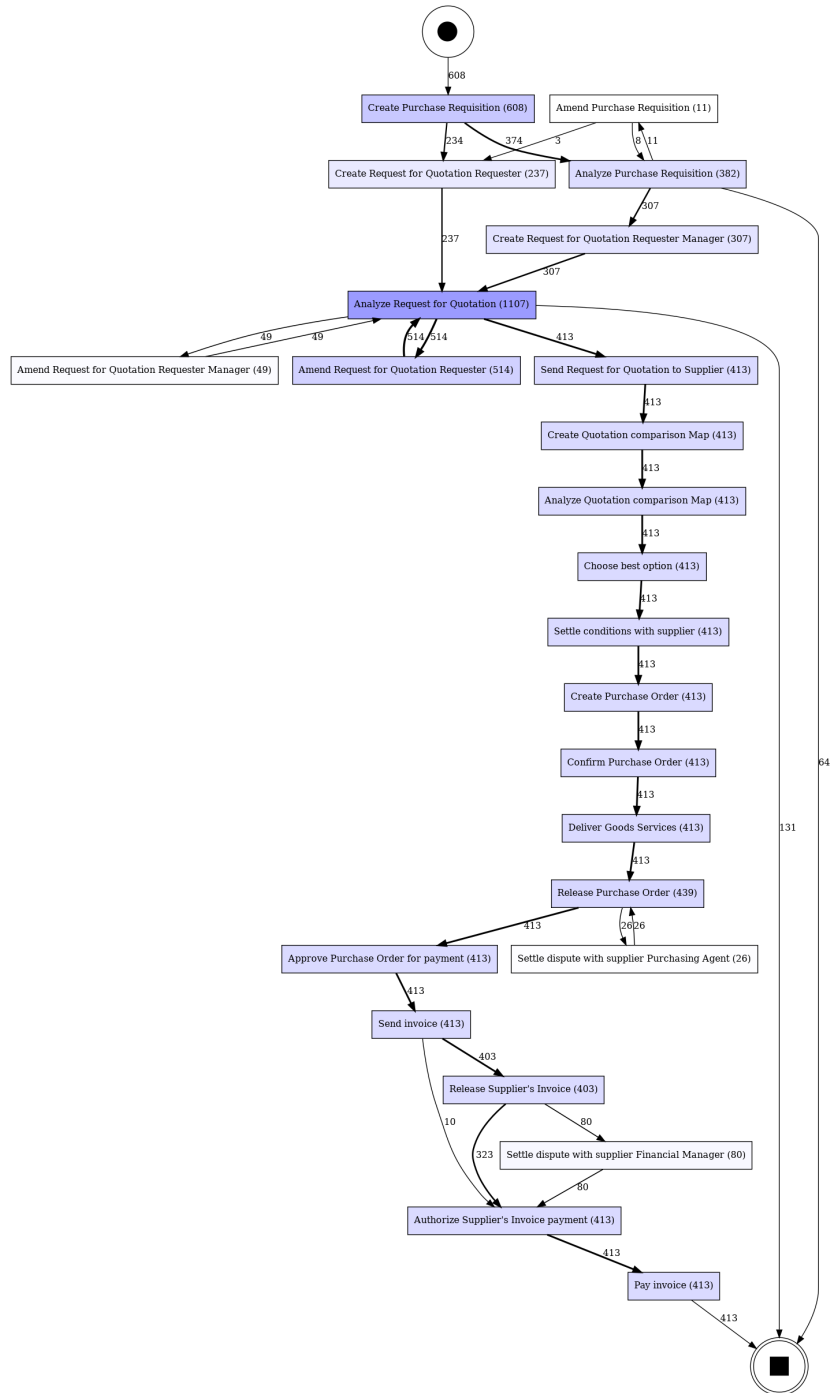 608
Create Purchase Requisition (608)
Amend Purchase Requisition (11)
234
374
3
8
11
Create Request for Quotation Requester (237)
Analyze Purchase Requisition (382)
307
237
Create Request for Quotation Requester Manager (307)
307
Analyze Request for Quotation (1107)
49
49
514
514
413
Amend Request for Quotation Requester Manager (49)
Amend Request for Quotation Requester (514)
Send Request for Quotation to Supplier (413)
413
Create Quotation comparison Map (413)
413
Analyze Quotation comparison Map (413)
413
Choose best option (413)
413
Settle conditions with supplier (413)
413
Create Purchase Order (413)
413
Confirm Purchase Order (413)
64
413
Deliver Goods Services (413)
131
413
Release Purchase Order (439)
413
26
26
Approve Purchase Order for payment (413)
Settle dispute with supplier Purchasing Agent (26)
413
Send invoice (413)
403
Release Supplier's Invoice (403)
10
80
323
Settle dispute with supplier Financial Manager (80)
80
Authorize Supplier's Invoice payment (413)
413
Pay invoice (413)
413